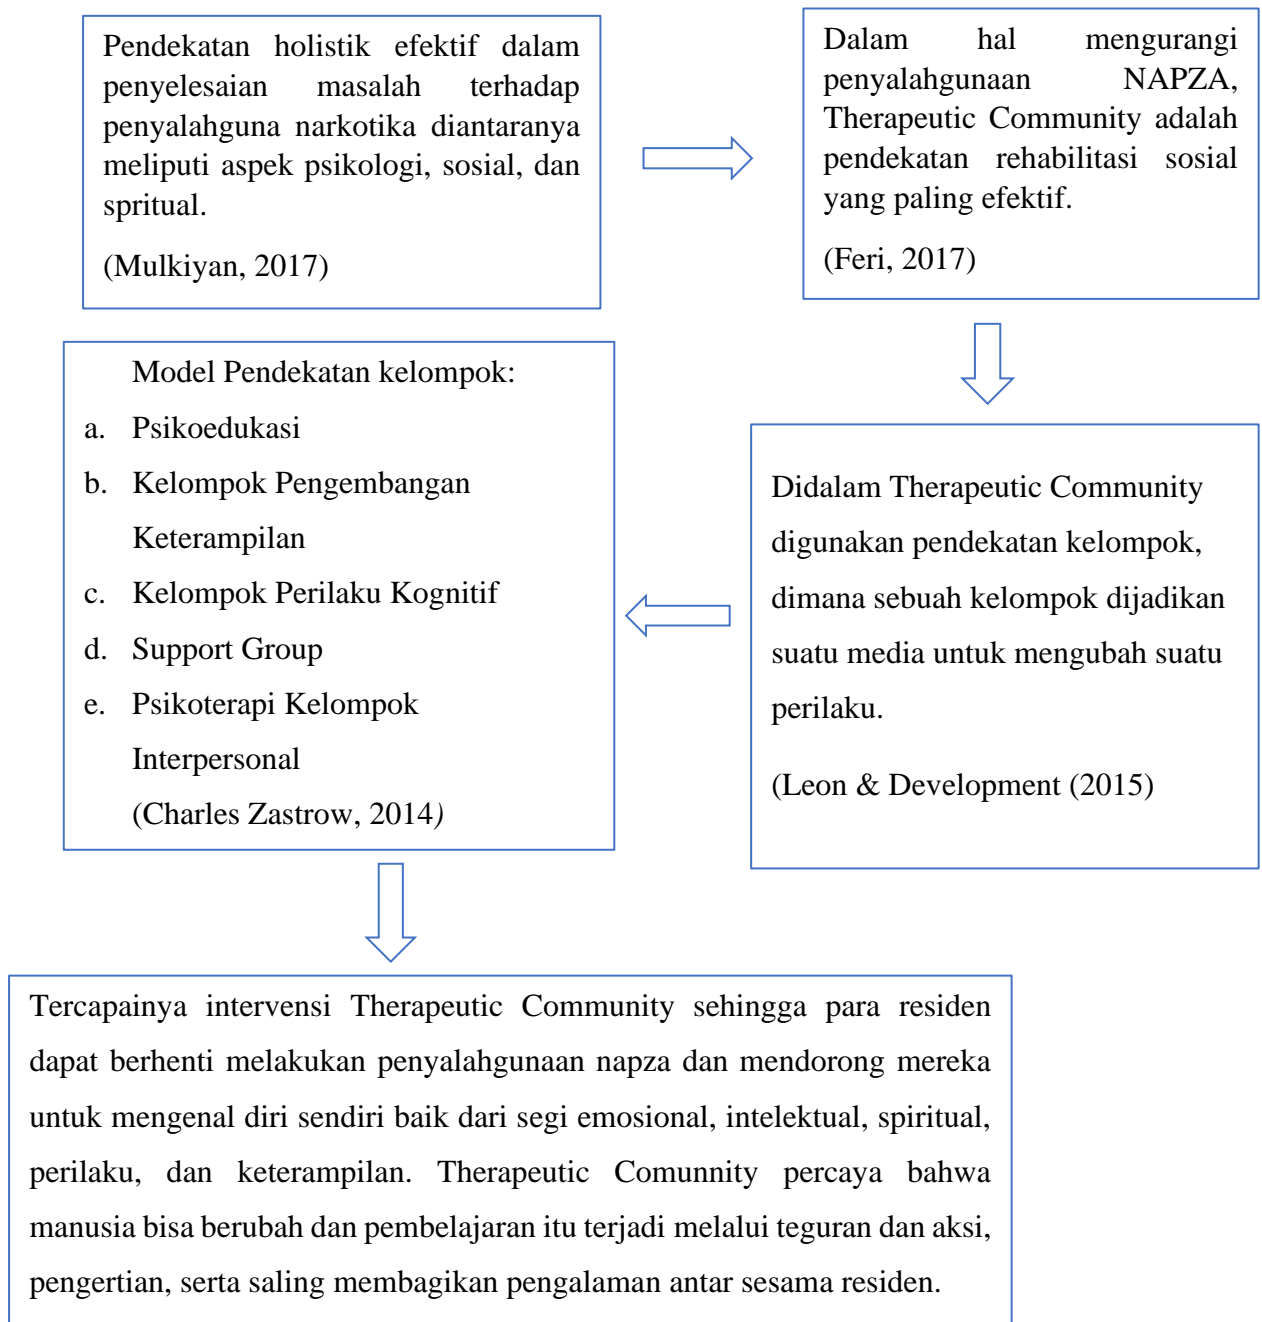 Pendekatan holistik efektif dalam
penyelesaian masalah terhadap
penyalahguna narkotika diantaranya
meliputi aspek psikologi, sosial, dan
spritual.
(Mulkiyan, 2017)
Dalam hal mengurangi
penyalahgunaan NAPZA,
Therapeutic Community adalah
pendekatan rehabilitasi sosial
yang paling efektif.
(Feri, 2017)
Didalam Therapeutic Community
digunakan pendekatan kelompok,
dimana sebuah kelompok dijadikan
suatu media untuk mengubah suatu
perilaku.
(Leon & Development (2015)
Model Pendekatan kelompok:
a. Psikoedukasi
b. Kelompok Pengembangan
Keterampilan
c. Kelompok Perilaku Kognitif
d. Support Group
e. Psikoterapi Kelompok
Interpersonal
(Charles Zastrow, 2014)
Tercapainya intervensi Therapeutic Community sehingga para residen
dapat berhenti melakukan penyalahgunaan napza dan mendorong mereka
untuk mengenal diri sendiri baik dari segi emosional, intelektual, spiritual,
perilaku, dan keterampilan. Therapeutic Comunnity percaya bahwa
manusia bisa berubah dan pembelajaran itu terjadi melalui teguran dan aksi,
pengertian, serta saling membagikan pengalaman antar sesama residen.